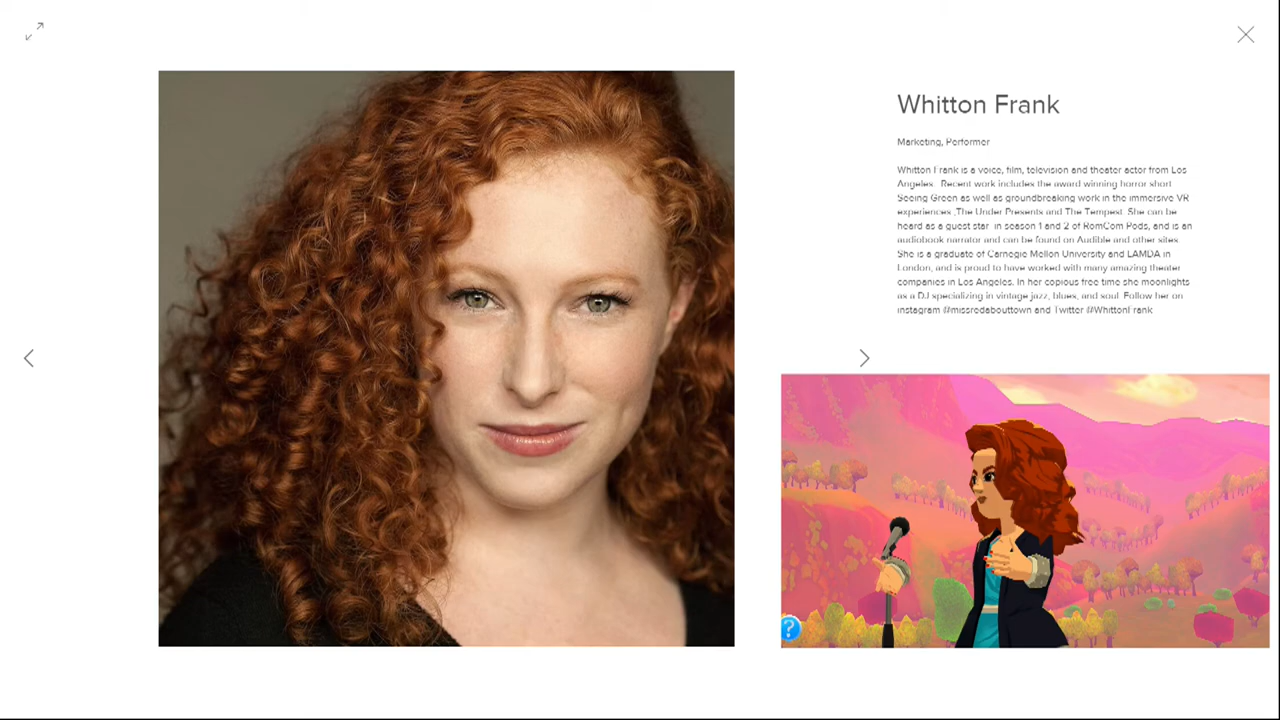 Whitton Frank
Marketing, Performer
Whitton Frank is a voice, film, television and theater actor from Los
Angeles. Recent work includes the award winning horror short
Seeing Green as well as groundbreaking work in the immersive VR
experiences ,The Under Presents and The Tempest. She can be
heard as a guest star in season 1 and 2 of RomCom Pods, and is an
audiobook narrator and can be found on Audible and other sites.
She is a graduate of Carnegie Mellon University and LAMDA in
London, and is proud to have worked with many amazing theater
companies in Los Angeles. In her copious free time she moonlights
as a DJ specializing in vintage jazz, blues, and soul. Follow her on
instagram @missredabouttown and Twitter @WhittonFrank
?